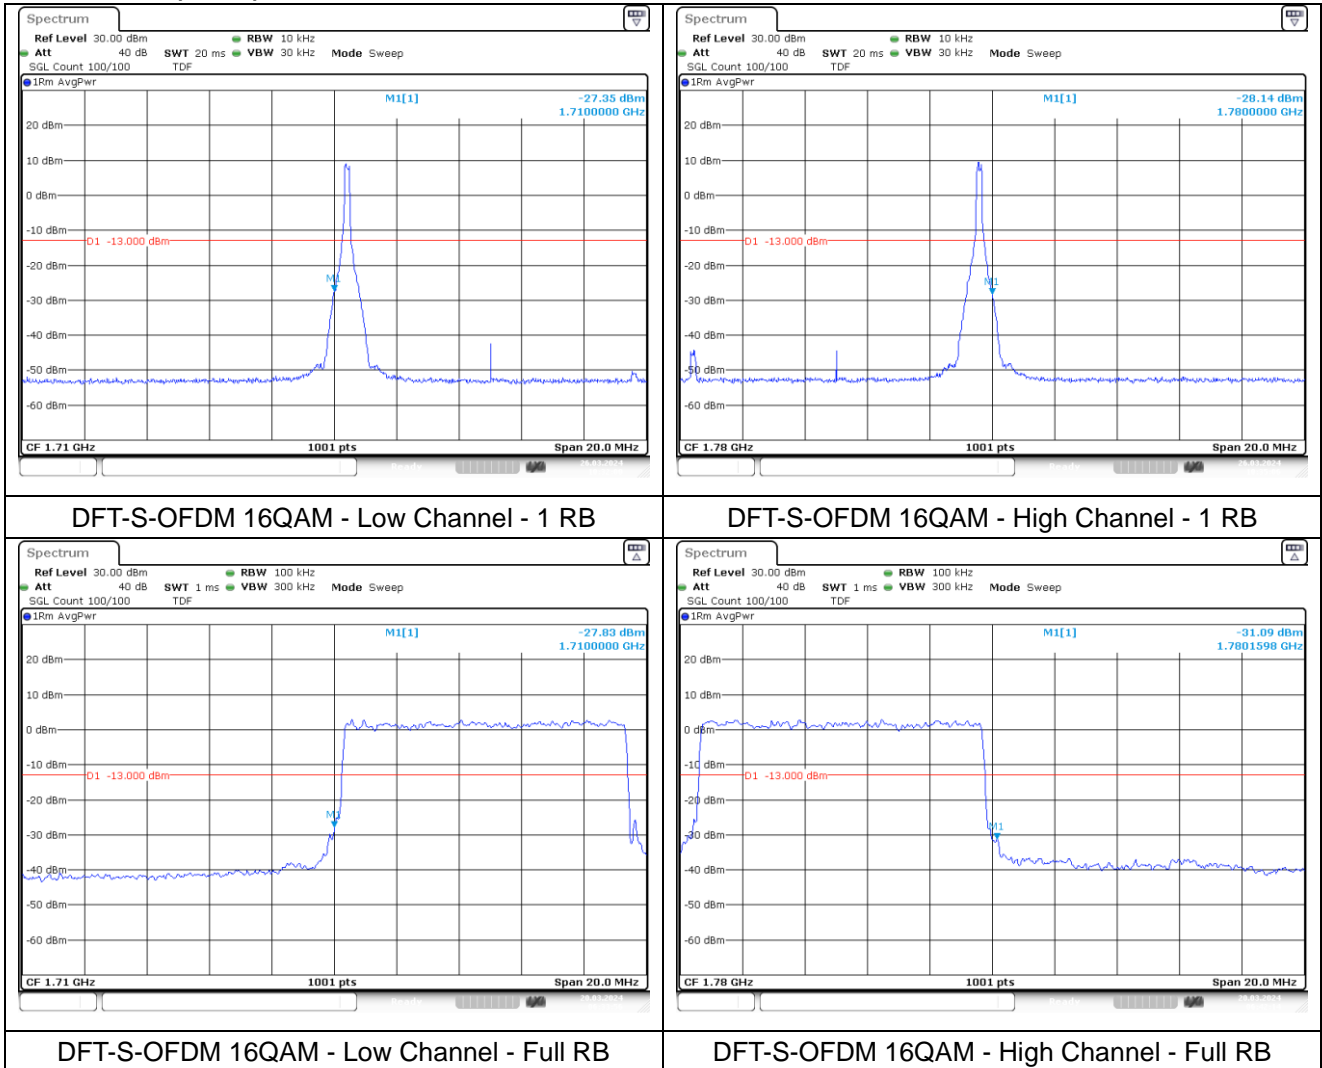 Spectrum
Ref Level 30.00 dBm RBW 10 kHz
Att 40 dB SWT 20 ms VBW 30 kHz Mode Sweep
SGL Count 100/100 TDF
1Rm AvgPwr
M1[1] -27.35 dBm
1.7100000 GHz
20 dBm
10 dBm
0 dBm
-10 dBm
D1 -13.000 dBm
-20 dBm
M1
-30 dBm
-40 dBm
-50 dBm
-60 dBm
CF 1.71 GHz 1001 pts Span 20.0 MHz
Ready 28.03.2024
DFT-S-OFDM 16QAM - Low Channel - 1 RB
Spectrum
Ref Level 30.00 dBm RBW 10 kHz
Att 40 dB SWT 20 ms VBW 30 kHz Mode Sweep
SGL Count 100/100 TDF
1Rm AvgPwr
M1[1] -28.14 dBm
1.7800000 GHz
20 dBm
10 dBm
0 dBm
-10 dBm
D1 -13.000 dBm
-20 dBm
M1
-30 dBm
-40 dBm
-50 dBm
-60 dBm
CF 1.78 GHz 1001 pts Span 20.0 MHz
Ready
DFT-S-OFDM 16QAM - High Channel - 1 RB
Spectrum
Ref Level 30.00 dBm RBW 100 kHz
Att 40 dB SWT 1 ms VBW 300 kHz Mode Sweep
SGL Count 100/100 TDF
1Rm AvgPwr
M1[1] -27.83 dBm
1.7100000 GHz
20 dBm
10 dBm
0 dBm
-10 dBm
D1 -13.000 dBm
-20 dBm
M1
-30 dBm
-40 dBm
-50 dBm
-60 dBm
CF 1.71 GHz 1001 pts Span 20.0 MHz
Ready 28.03.2024
DFT-S-OFDM 16QAM - Low Channel - Full RB
Spectrum
Ref Level 30.00 dBm RBW 100 kHz
Att 40 dB SWT 1 ms VBW 300 kHz Mode Sweep
SGL Count 100/100 TDF
1Rm AvgPwr
M1[1] -31.09 dBm
1.7801598 GHz
20 dBm
10 dBm
0 dBm
-10 dBm
D1 -13.000 dBm
-20 dBm
M1
-30 dBm
-40 dBm
-50 dBm
-60 dBm
CF 1.78 GHz 1001 pts Span 20.0 MHz
Ready 28.03.2024
DFT-S-OFDM 16QAM - High Channel - Full RB